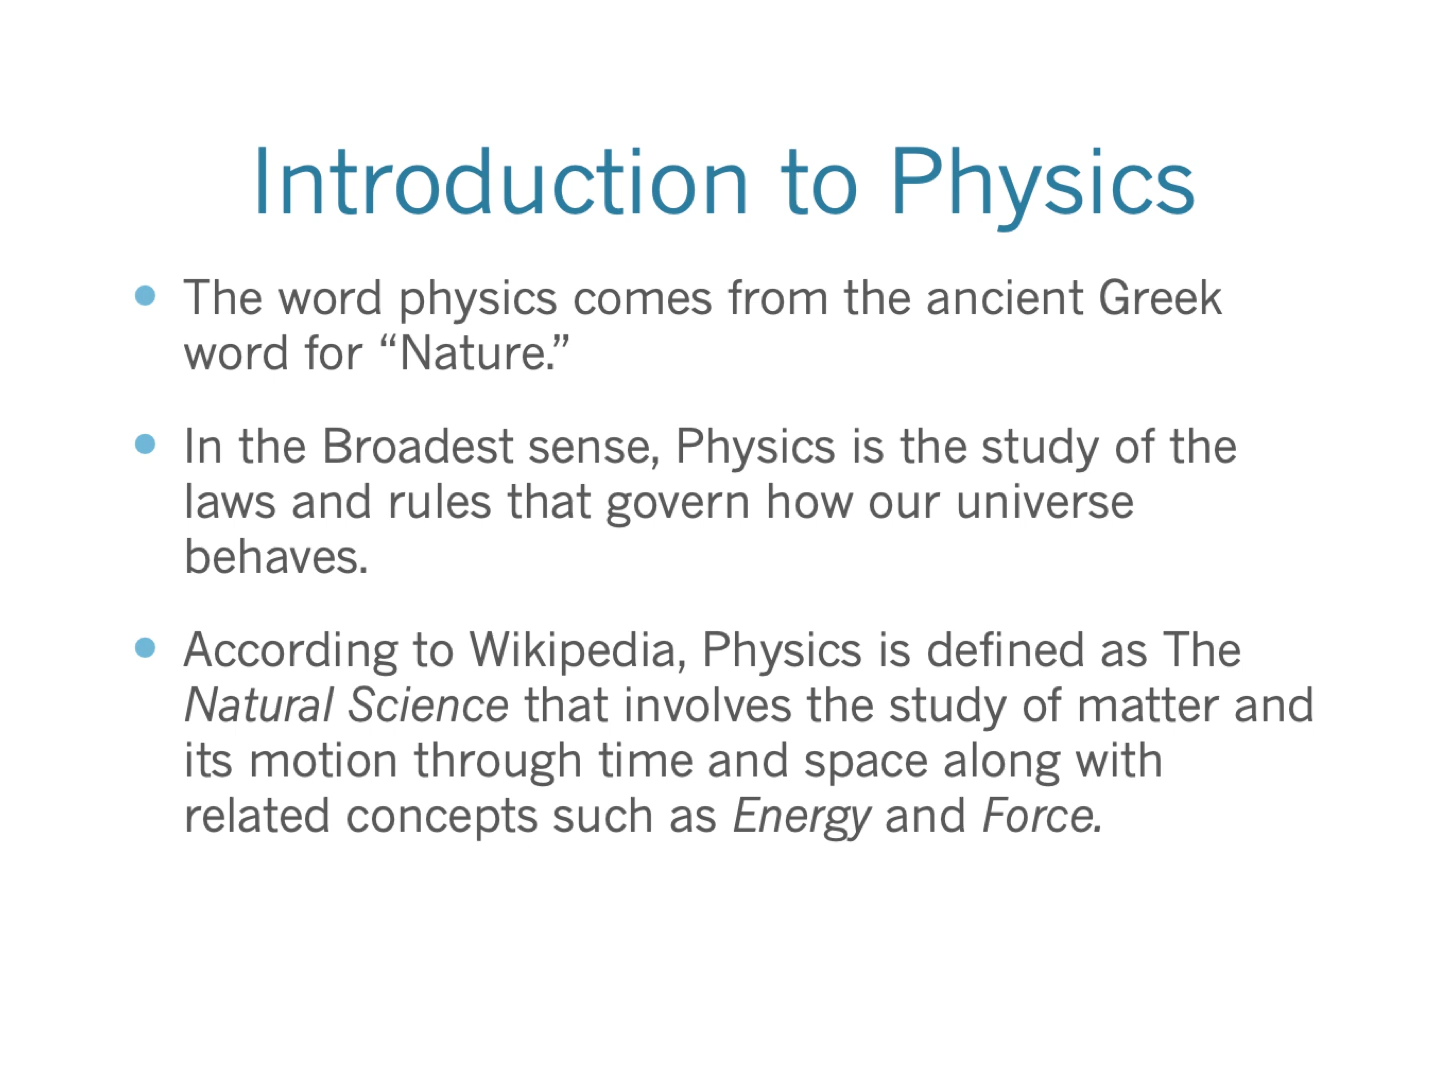 Introduction to Physics
The word physics comes from the ancient Greek
word for “Nature.”
In the Broadest sense, Physics is the study of the
laws and rules that govern how our universe
behaves.
According to Wikipedia, Physics is defined as The
Natural Science that involves the study of matter and
its motion through time and space along with
related concepts such as Energy and Force.